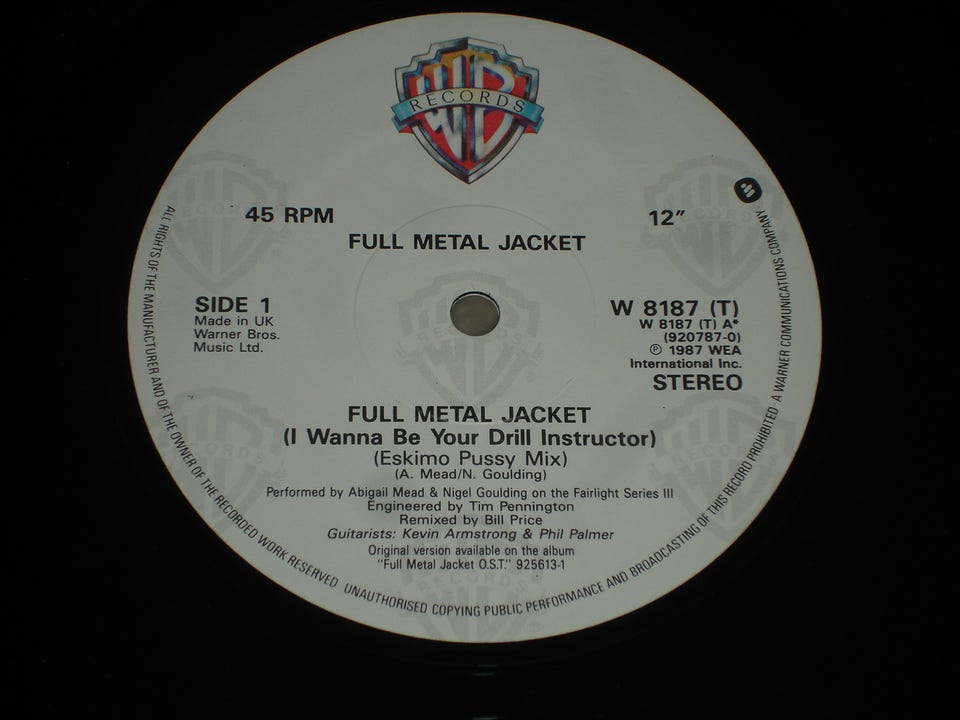 WB
RECORDS
45 RPM
12"
FULL METAL JACKET
SIDE 1
Made in UK
Warner Bros.
Music Ltd.
W 8187 (T)
W 8187 (T) A*
(920787-0)
℗ 1987 WEA
International Inc.
STEREO
FULL METAL JACKET
(I Wanna Be Your Drill Instructor)
(Eskimo Pussy Mix)
(A. Mead/N. Goulding)
Performed by Abigail Mead & Nigel Goulding on the Fairlight Series III
Engineered by Tim Pennington
Remixed by Bill Price
Guitarists: Kevin Armstrong & Phil Palmer
Original version available on the album
"Full Metal Jacket O.S.T." 925613-1
ALL RIGHTS OF THE MANUFACTURER AND OF THE OWNER OF THE RECORDED WORK RESERVED UNAUTHORISED COPYING PUBLIC PERFORMANCE AND BROADCASTING OF THIS RECORD PROHIBITED A WARNER COMMUNICATIONS COMPANY